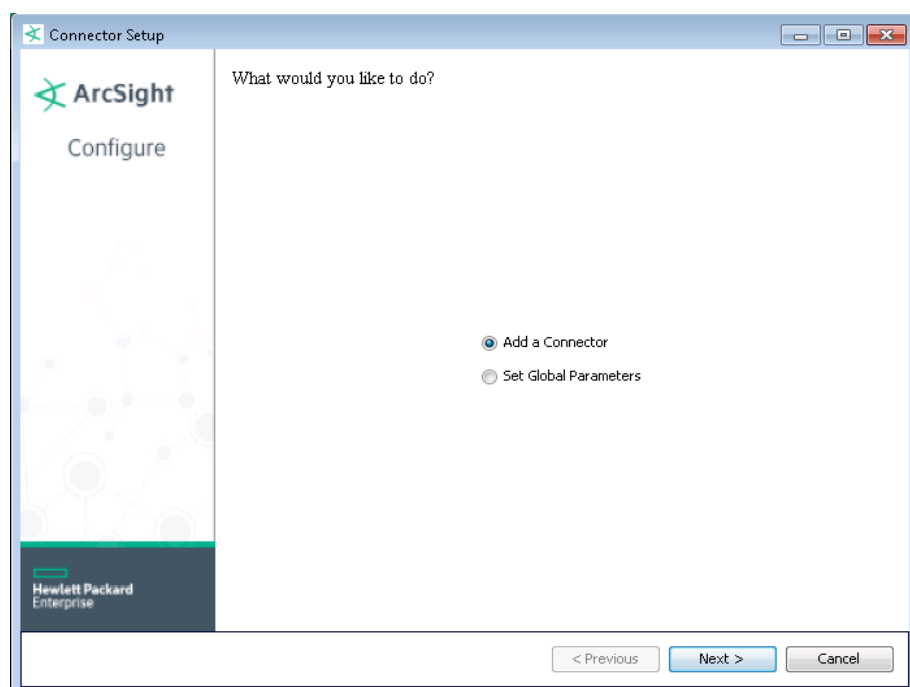 Connector Setup
ArcSight
Configure
What would you like to do?
Add a Connector
Set Global Parameters
Hewlett Packard
Enterprise
< Previous
Next >
Cancel